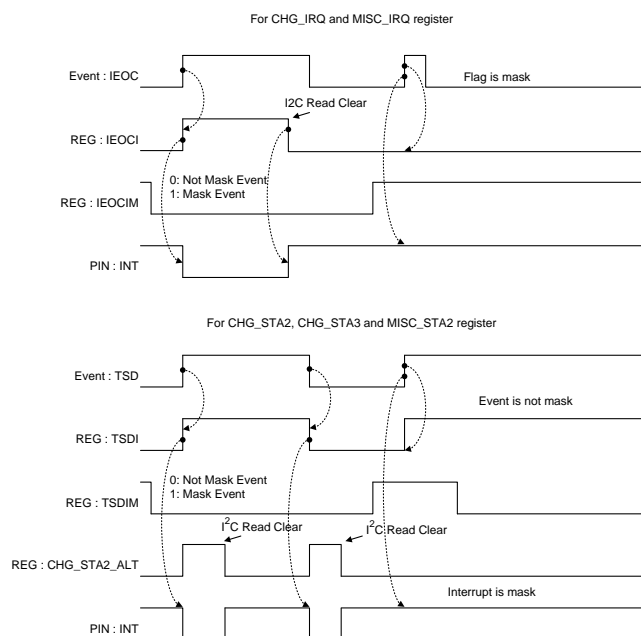 For CHG_IRQ and MISC_IRQ register
Event : IEOC
Flag is mask
I2C Read Clear
REG : IEOCI
0: Not Mask Event
1: Mask Event
REG : IEOCIM
PIN : INT
For CHG_STA2, CHG_STA3 and MISC_STA2 register
Event : TSD
Event is not mask
REG : TSDI
0: Not Mask Event
1: Mask Event
REG : TSDIM
I²C Read Clear
I²C Read Clear
REG : CHG_STA2_ALT
Interrupt is mask
PIN : INT